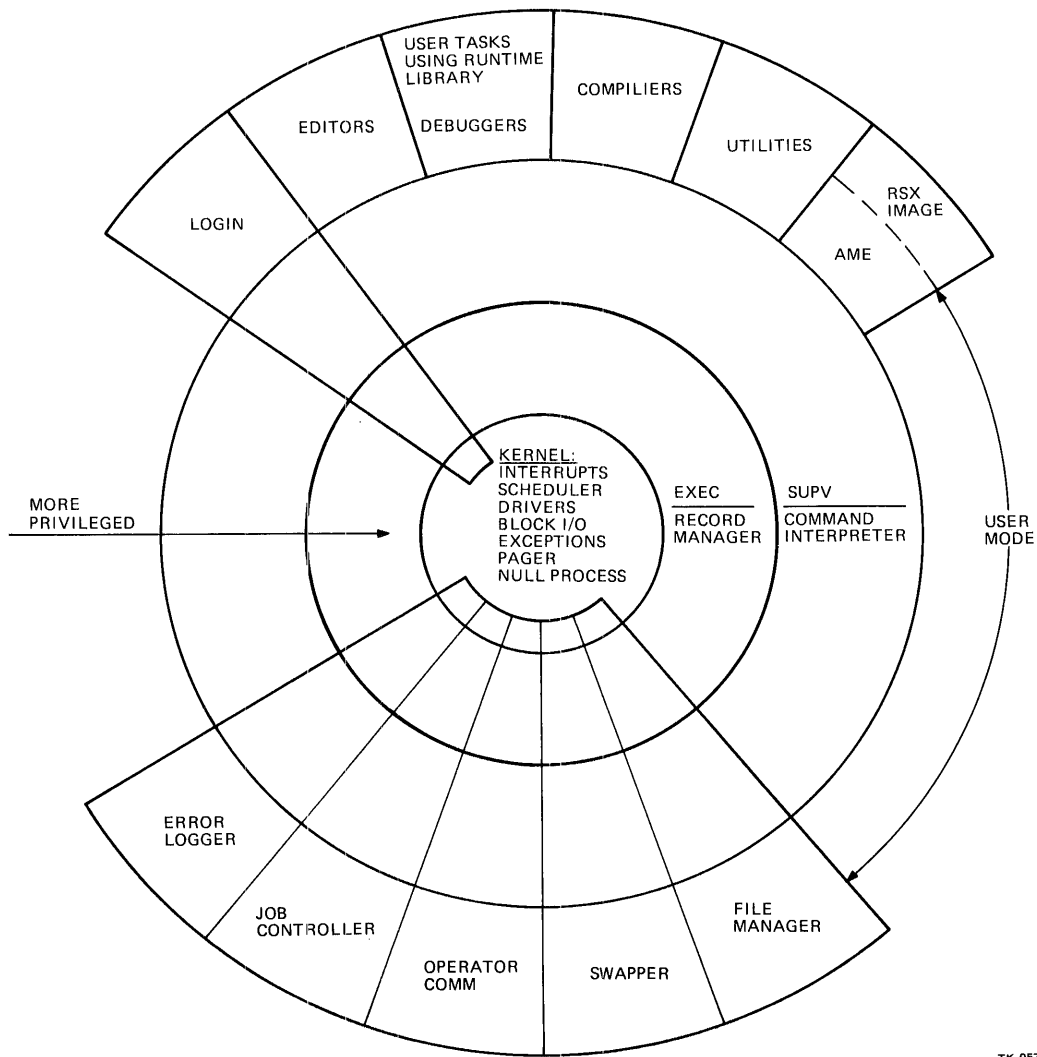 USER TASKS
USING RUNTIME
LIBRARY
DEBUGGERS
COMPILIERS
EDITORS
UTILITIES
LOGIN
RSX
IMAGE
AME
KERNEL:
INTERRUPTS
SCHEDULER
DRIVERS
BLOCK I/O
EXCEPTIONS
PAGER
NULL PROCESS
EXEC
RECORD
MANAGER
SUPV
COMMAND
INTERPRETER
MORE
PRIVILEGED
USER
MODE
ERROR
LOGGER
JOB
CONTROLLER
OPERATOR
COMM
SWAPPER
FILE
MANAGER